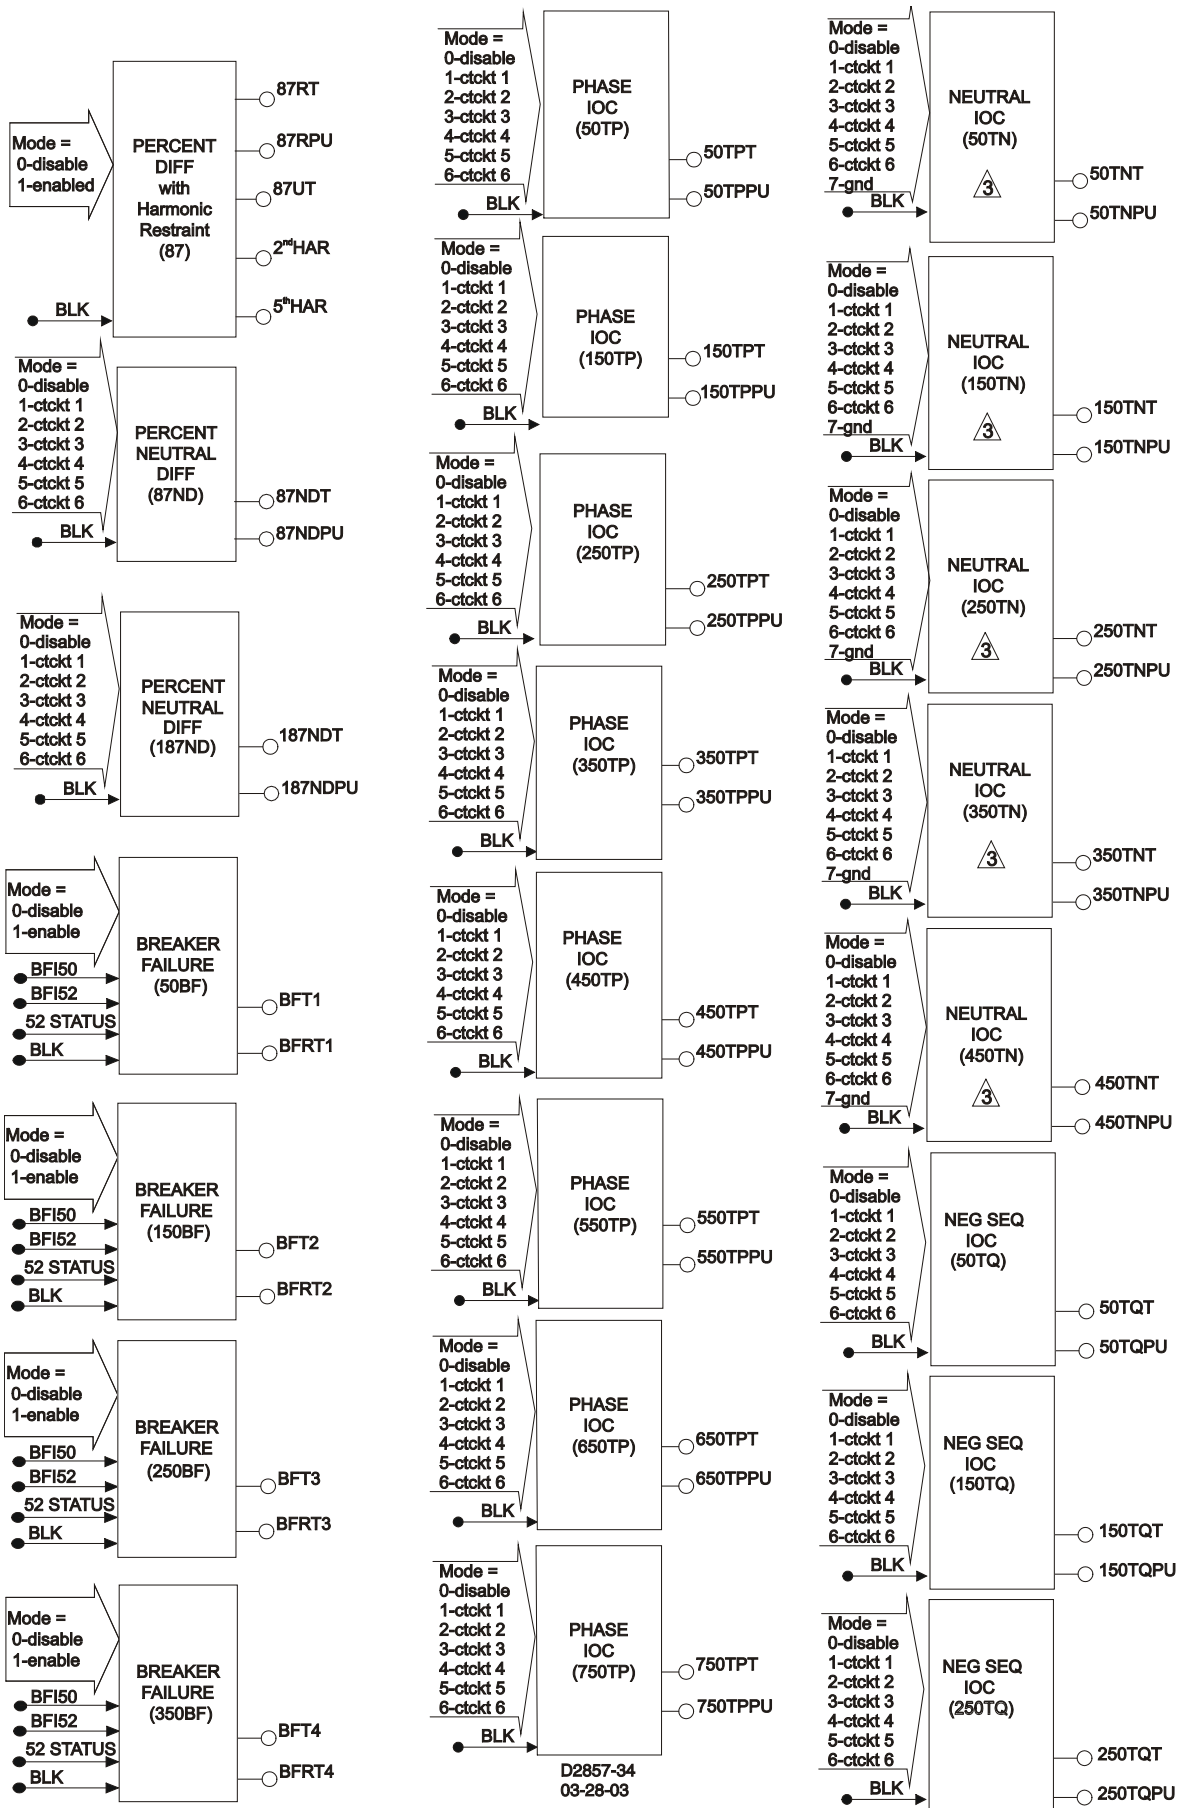 Mode =
0-disable
1-enabled
PERCENT
DIFF
with
Harmonic
Restraint
(87)
BLK
87RT
87RPU
87UT
2ndHAR
5thHAR
Mode =
0-disable
1-ctckt 1
2-ctckt 2
3-ctckt 3
4-ctckt 4
5-ctckt 5
6-ctckt 6
BLK
PERCENT
NEUTRAL
DIFF
(87ND)
87NDT
87NDPU
Mode =
0-disable
1-ctckt 1
2-ctckt 2
3-ctckt 3
4-ctckt 4
5-ctckt 5
6-ctckt 6
BLK
PERCENT
NEUTRAL
DIFF
(187ND)
187NDT
187NDPU
Mode =
0-disable
1-enable
BFI50
BFI52
52 STATUS
BLK
BREAKER
FAILURE
(50BF)
BFT1
BFRT1
Mode =
0-disable
1-enable
BFI50
BFI52
52 STATUS
BLK
BREAKER
FAILURE
(150BF)
BFT2
BFRT2
Mode =
0-disable
1-enable
BFI50
BFI52
52 STATUS
BLK
BREAKER
FAILURE
(250BF)
BFT3
BFRT3
Mode =
0-disable
1-enable
BFI50
BFI52
52 STATUS
BLK
BREAKER
FAILURE
(350BF)
BFT4
BFRT4
Mode =
0-disable
1-ctckt 1
2-ctckt 2
3-ctckt 3
4-ctckt 4
5-ctckt 5
6-ctckt 6
BLK
PHASE
IOC
(50TP)
50TPT
50TPPU
Mode =
0-disable
1-ctckt 1
2-ctckt 2
3-ctckt 3
4-ctckt 4
5-ctckt 5
6-ctckt 6
BLK
PHASE
IOC
(150TP)
150TPT
150TPPU
Mode =
0-disable
1-ctckt 1
2-ctckt 2
3-ctckt 3
4-ctckt 4
5-ctckt 5
6-ctckt 6
BLK
PHASE
IOC
(250TP)
250TPT
250TPPU
Mode =
0-disable
1-ctckt 1
2-ctckt 2
3-ctckt 3
4-ctckt 4
5-ctckt 5
6-ctckt 6
BLK
PHASE
IOC
(350TP)
350TPT
350TPPU
Mode =
0-disable
1-ctckt 1
2-ctckt 2
3-ctckt 3
4-ctckt 4
5-ctckt 5
6-ctckt 6
BLK
PHASE
IOC
(450TP)
450TPT
450TPPU
Mode =
0-disable
1-ctckt 1
2-ctckt 2
3-ctckt 3
4-ctckt 4
5-ctckt 5
6-ctckt 6
BLK
PHASE
IOC
(550TP)
550TPT
550TPPU
Mode =
0-disable
1-ctckt 1
2-ctckt 2
3-ctckt 3
4-ctckt 4
5-ctckt 5
6-ctckt 6
BLK
PHASE
IOC
(650TP)
650TPT
650TPPU
Mode =
0-disable
1-ctckt 1
2-ctckt 2
3-ctckt 3
4-ctckt 4
5-ctckt 5
6-ctckt 6
BLK
PHASE
IOC
(750TP)
750TPT
750TPPU
D2857-34
03-28-03
Mode =
0-disable
1-ctckt 1
2-ctckt 2
3-ctckt 3
4-ctckt 4
5-ctckt 5
6-ctckt 6
7-gnd
BLK
NEUTRAL
IOC
(50TN)
3
50TNT
50TNPU
Mode =
0-disable
1-ctckt 1
2-ctckt 2
3-ctckt 3
4-ctckt 4
5-ctckt 5
6-ctckt 6
7-gnd
BLK
NEUTRAL
IOC
(150TN)
3
150TNT
150TNPU
Mode =
0-disable
1-ctckt 1
2-ctckt 2
3-ctckt 3
4-ctckt 4
5-ctckt 5
6-ctckt 6
7-gnd
BLK
NEUTRAL
IOC
(250TN)
3
250TNT
250TNPU
Mode =
0-disable
1-ctckt 1
2-ctckt 2
3-ctckt 3
4-ctckt 4
5-ctckt 5
6-ctckt 6
7-gnd
BLK
NEUTRAL
IOC
(350TN)
3
350TNT
350TNPU
Mode =
0-disable
1-ctckt 1
2-ctckt 2
3-ctckt 3
4-ctckt 4
5-ctckt 5
6-ctckt 6
7-gnd
BLK
NEUTRAL
IOC
(450TN)
3
450TNT
450TNPU
Mode =
0-disable
1-ctckt 1
2-ctckt 2
3-ctckt 3
4-ctckt 4
5-ctckt 5
6-ctckt 6
BLK
NEG SEQ
IOC
(50TQ)
50TQT
50TQPU
Mode =
0-disable
1-ctckt 1
2-ctckt 2
3-ctckt 3
4-ctckt 4
5-ctckt 5
6-ctckt 6
BLK
NEG SEQ
IOC
(150TQ)
150TQT
150TQPU
Mode =
0-disable
1-ctckt 1
2-ctckt 2
3-ctckt 3
4-ctckt 4
5-ctckt 5
6-ctckt 6
BLK
NEG SEQ
IOC
(250TQ)
250TQT
250TQPU